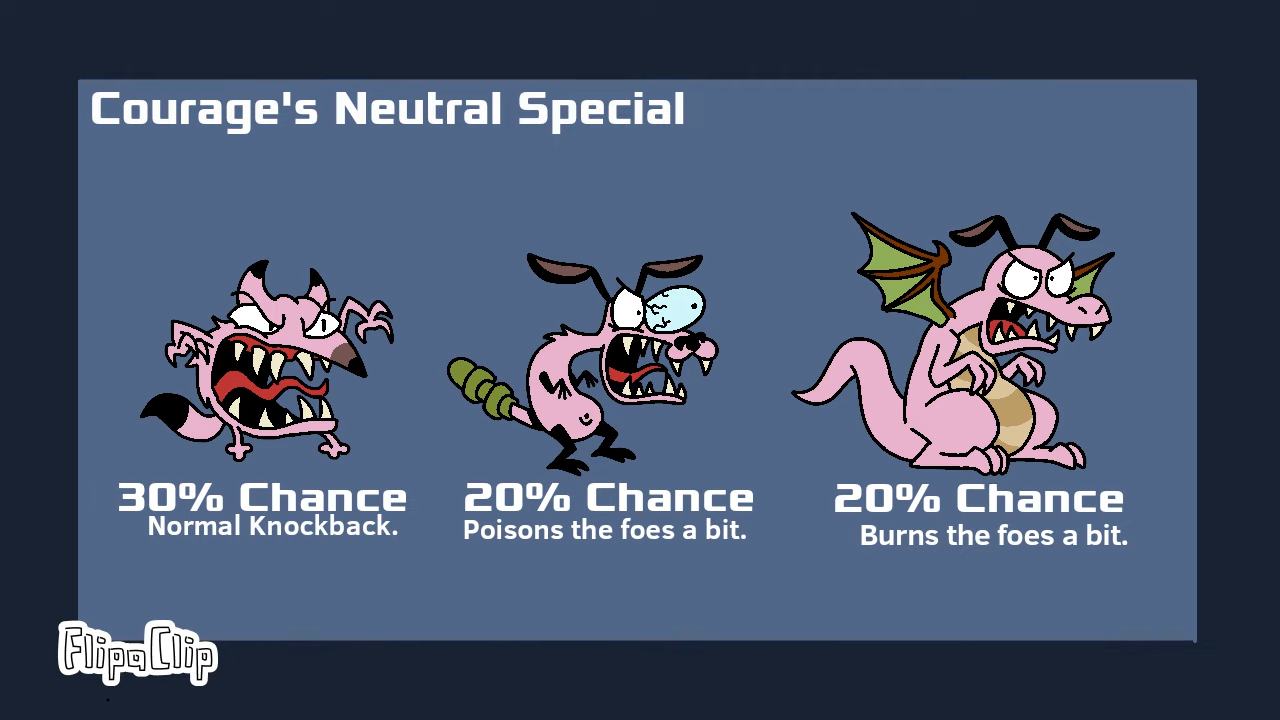 Courage's Neutral Special
30% Chance
Normal Knockback.
20% Chance
Poisons the foes a bit.
20% Chance
Burns the foes a bit.
FlipaClip